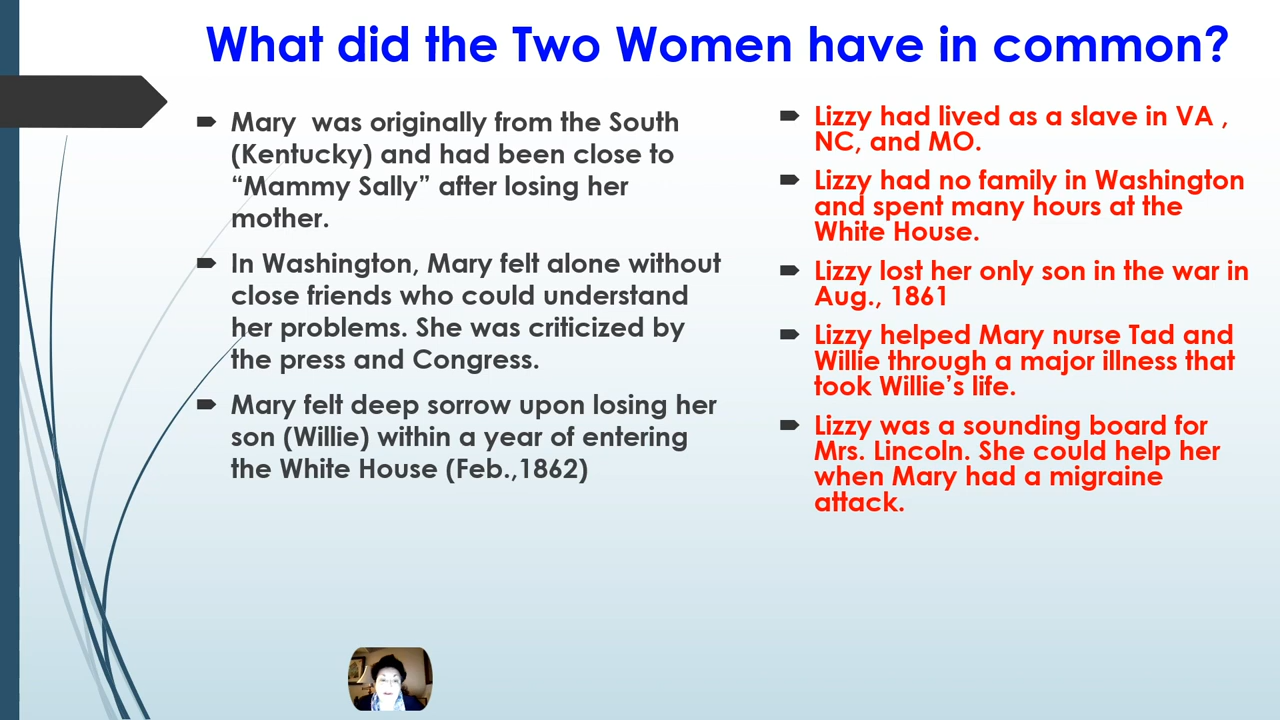 What did the Two Women have in common?
Mary  was originally from the South
(Kentucky) and had been close to
“Mammy Sally” after losing her
mother.
In Washington, Mary felt alone without
close friends who could understand
her problems. She was criticized by
the press and Congress.
Mary felt deep sorrow upon losing her
son (Willie) within a year of entering
the White House (Feb.,1862)
Lizzy had lived as a slave in VA ,
NC, and MO.
Lizzy had no family in Washington
and spent many hours at the
White House.
Lizzy lost her only son in the war in
Aug., 1861
Lizzy helped Mary nurse Tad and
Willie through a major illness that
took Willie’s life.
Lizzy was a sounding board for
Mrs. Lincoln. She could help her
when Mary had a migraine
attack.